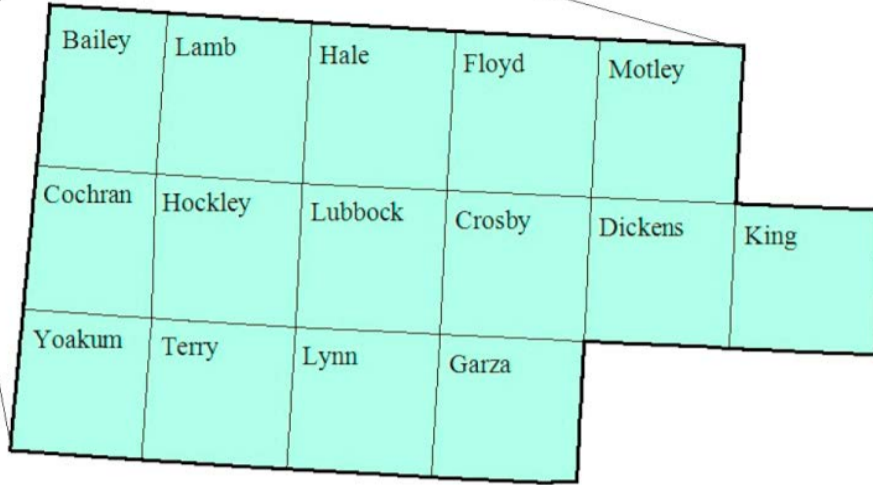 Bailey
Lamb
Hale
Floyd
Motley
Cochran
Hockley
Lubbock
Crosby
Dickens
King
Yoakum
Terry
Lynn
Garza